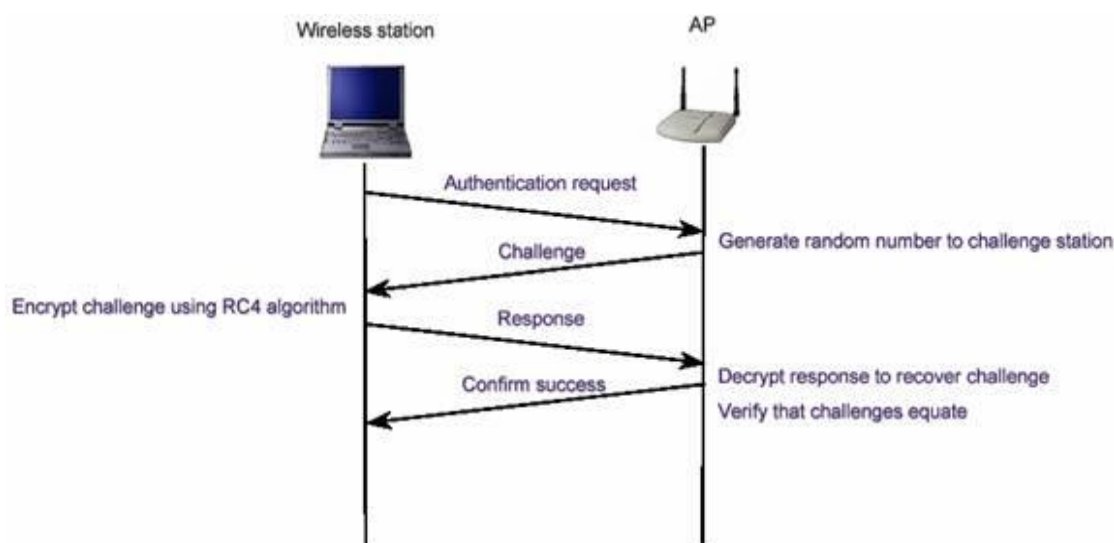 Wireless station
AP
Authentication request
Generate random number to challenge station
Challenge
Encrypt challenge using RC4 algorithm
Response
Decrypt response to recover challenge
Confirm success
Verify that challenges equate